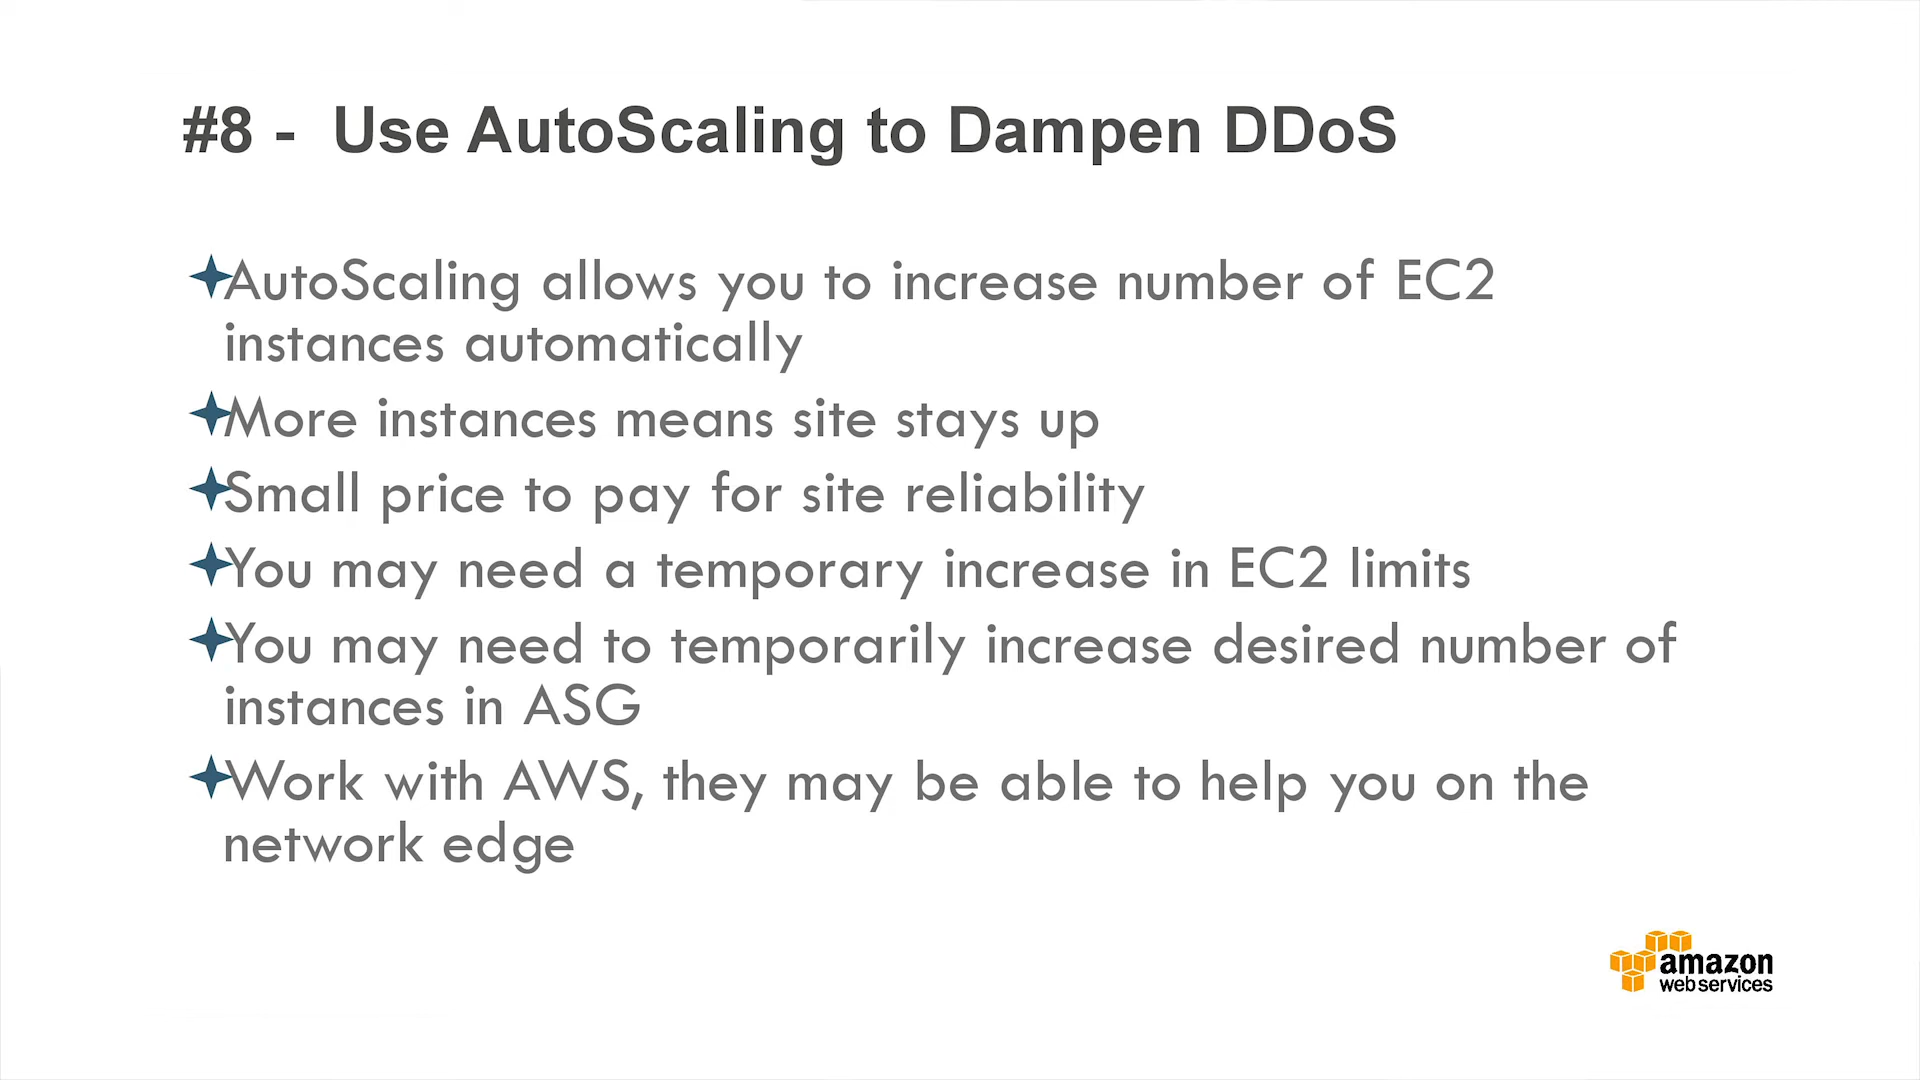 #8 - Use AutoScaling to Dampen DDoS
AutoScaling allows you to increase number of EC2
instances automatically
More instances means site stays up
Small price to pay for site reliability
You may need a temporary increase in EC2 limits
You may need to temporarily increase desired number of
instances in ASG
Work with AWS, they may be able to help you on the
network edge
amazon
web services